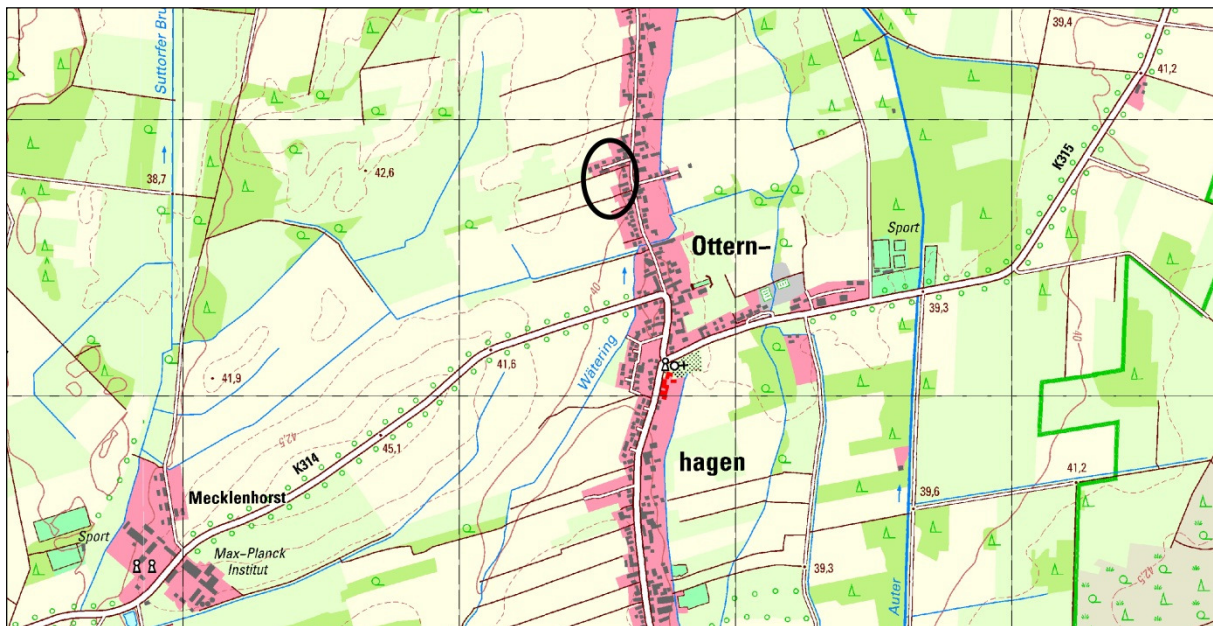 Suttorfer Bru
39,4
41,2
K315
38,7
42,6
Ottern-
Sport
40
39,3
40
41,6
Wätering
41,9
42,5
45,1
K314
hagen
41,2
Mecklenhorst
39,6
Sport
Max-Planck
Institut
39,3
Auter
42,5